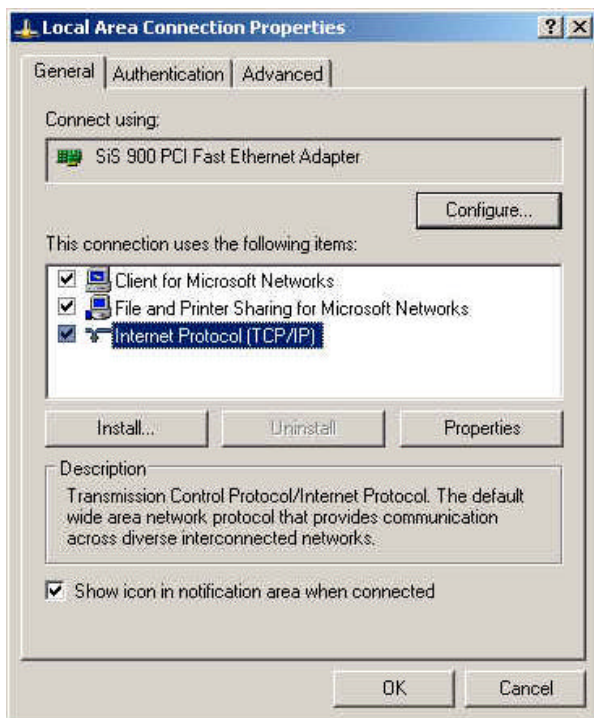 Local Area Connection Properties
General Authentication Advanced
Connect using:
SiS 900 PCI Fast Ethernet Adapter
Configure...
This connection uses the following items:
Client for Microsoft Networks
File and Printer Sharing for Microsoft Networks
Internet Protocol (TCP/IP)
Install... Uninstall Properties
Description
Transmission Control Protocol/Internet Protocol. The default
wide area network protocol that provides communication
across diverse interconnected networks.
Show icon in notification area when connected
OK Cancel